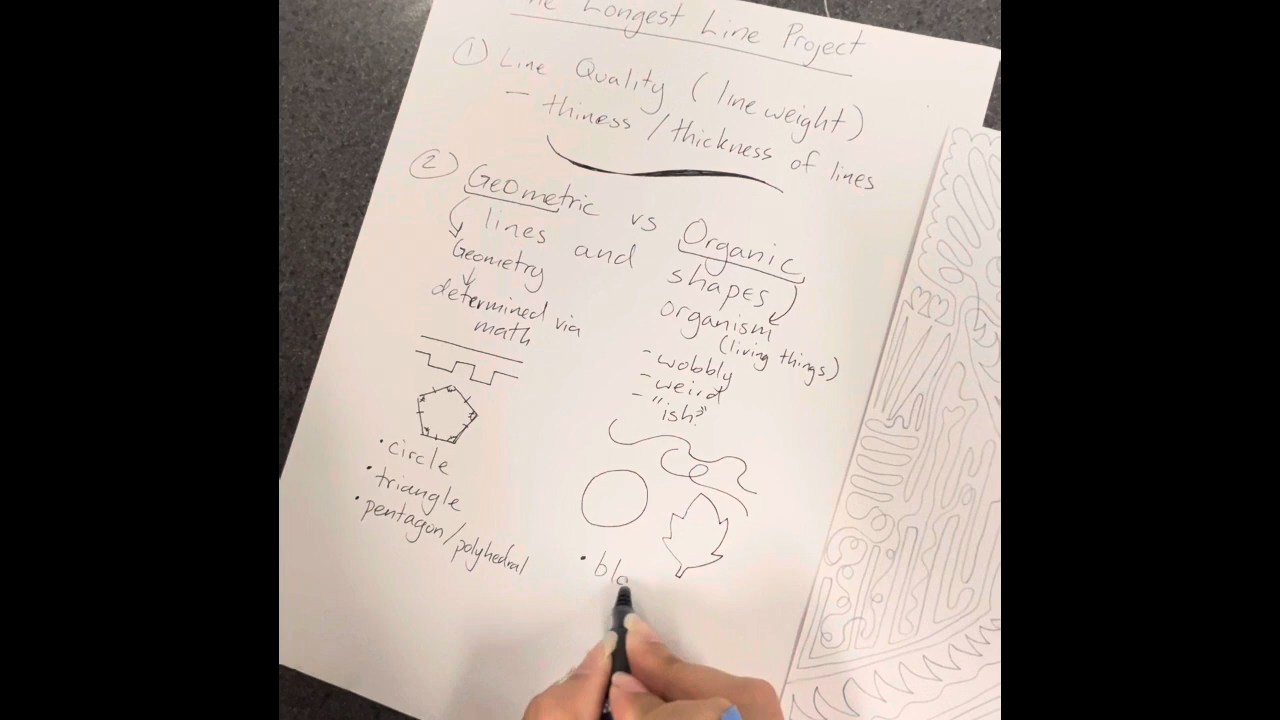 The Longest Line Project
① Line Quality (line weight)
- thiness / thickness of lines
② Geometric vs Organic
lines and shapes
Geometry
determined via
math
• circle
• triangle
• pentagon/polyhedral
organism
(living things)
- wobbly
- weird
- "ish"
• blo